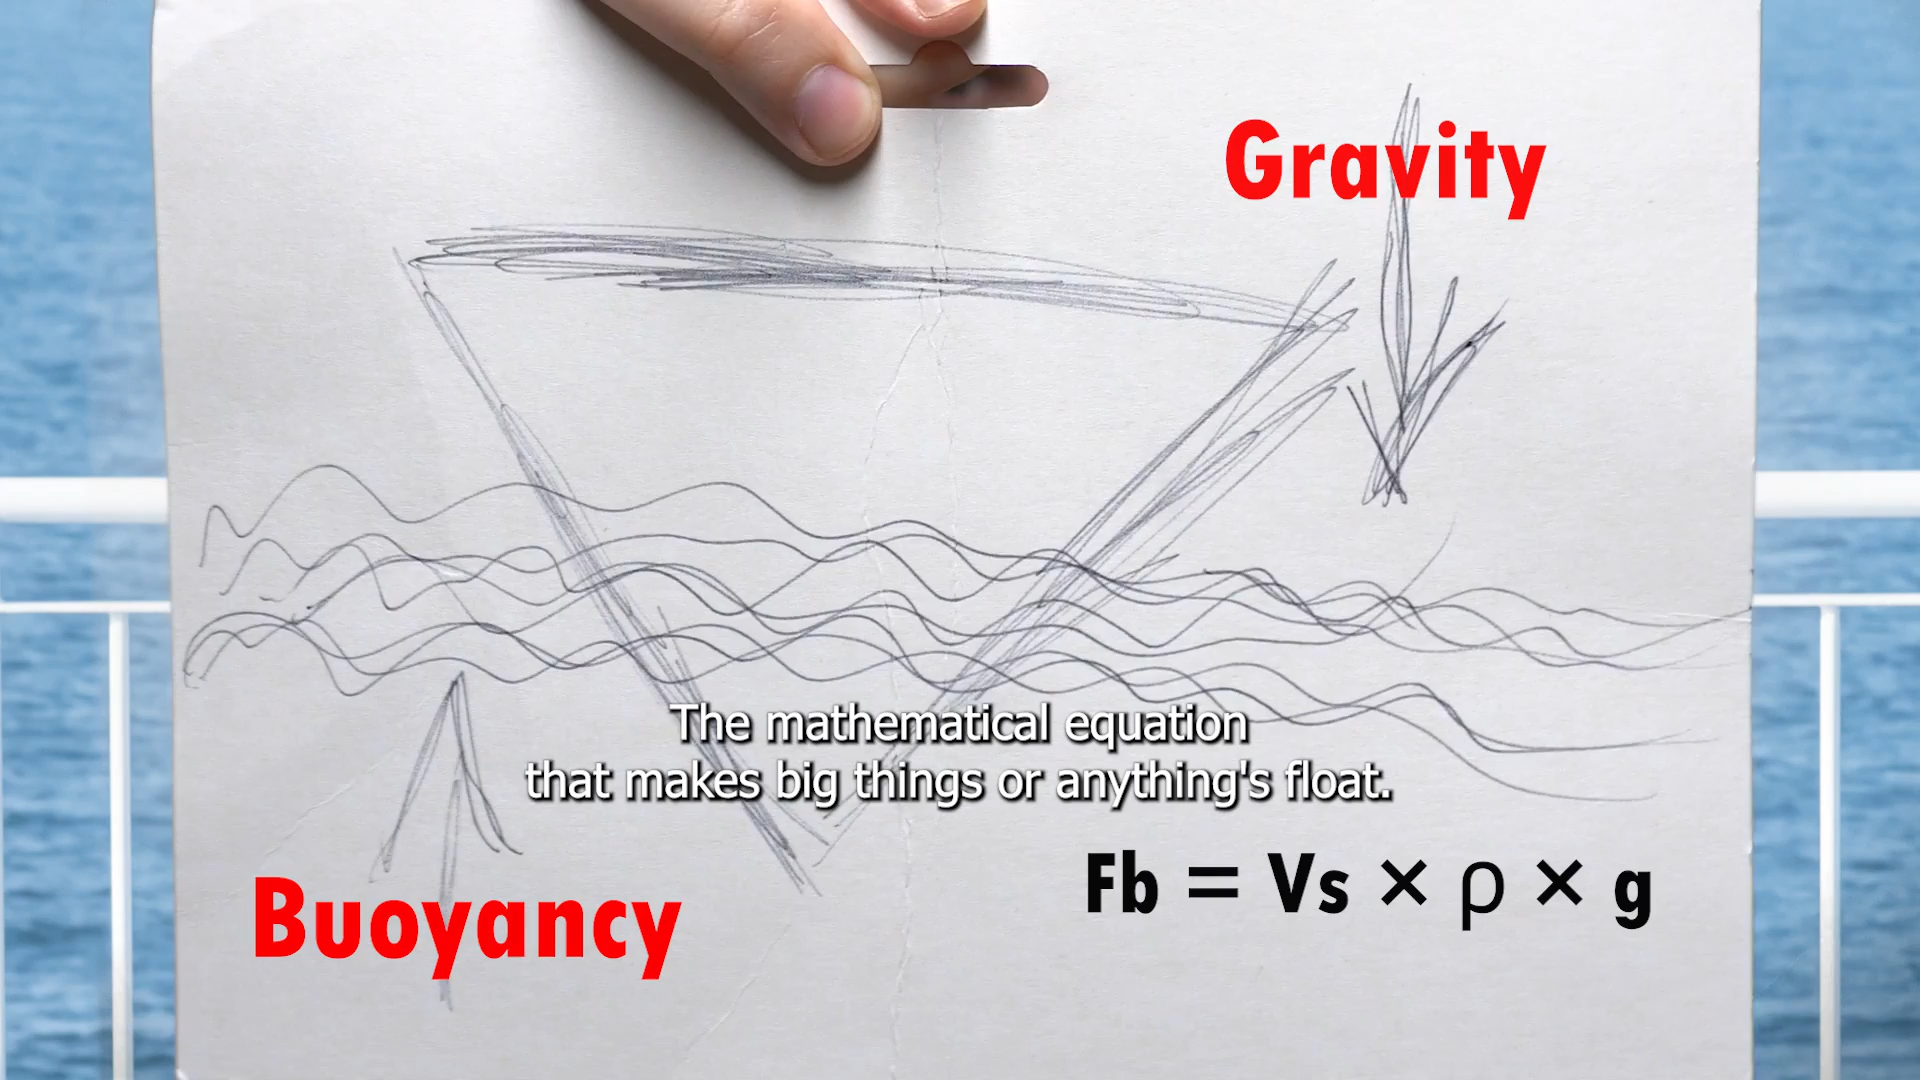 Gravity
The mathematical equation
that makes big things or anything's float.
Fb = Vs × ρ × g
Buoyancy